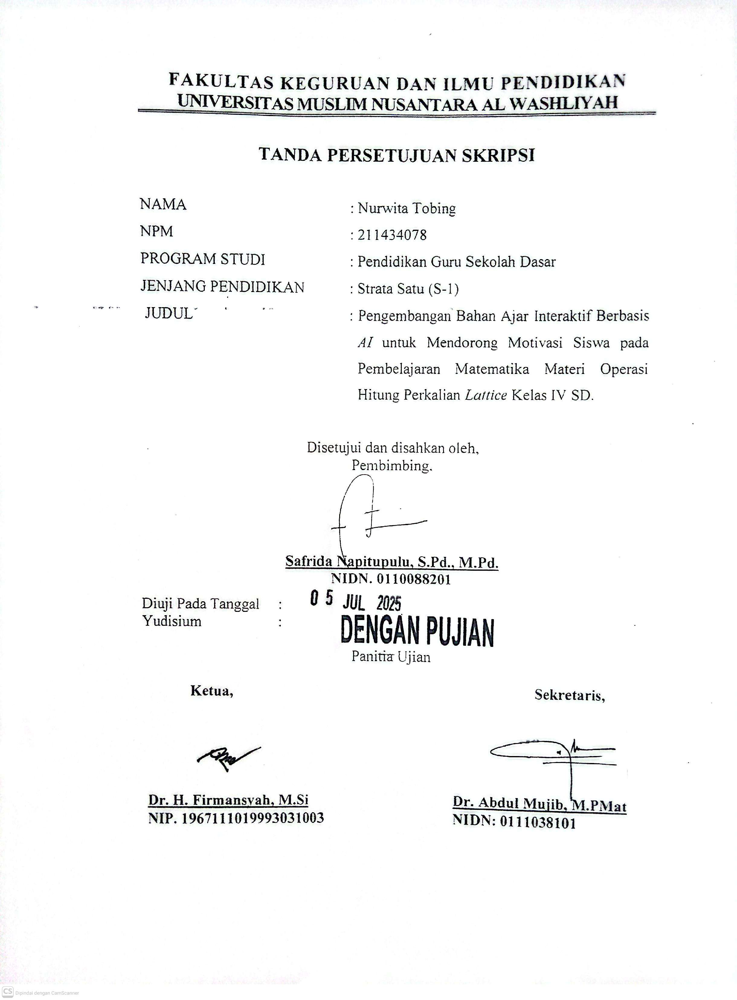 FAKULTAS KEGURUAN DAN ILMU PENDIDIKAN
UNIVERSITAS MUSLIM NUSANTARA AL WASHLIYAH
TANDA PERSETUJUAN SKRIPSI
NAMA : Nurwita Tobing
NPM : 211434078
PROGRAM STUDI : Pendidikan Guru Sekolah Dasar
JENJANG PENDIDIKAN : Strata Satu (S-1)
JUDUL : Pengembangan Bahan Ajar Interaktif Berbasis
AI untuk Mendorong Motivasi Siswa pada
Pembelajaran Matematika Materi Operasi
Hitung Perkalian Lattice Kelas IV SD.
Disetujui dan disahkan oleh,
Pembimbing.
Safrida Napitupulu, S.Pd., M.Pd.
NIDN. 0110088201
Diuji Pada Tanggal : 05 JUL 2025
Yudisium : DENGAN PUJIAN
Panitia Ujian
Ketua, Sekretaris,
Dr. H. Firmansyah, M.Si Dr. Abdul Mujib, M.PMat
NIP. 1967111019993031003 NIDN: 0111038101
CS Dipindai dengan CamScanner